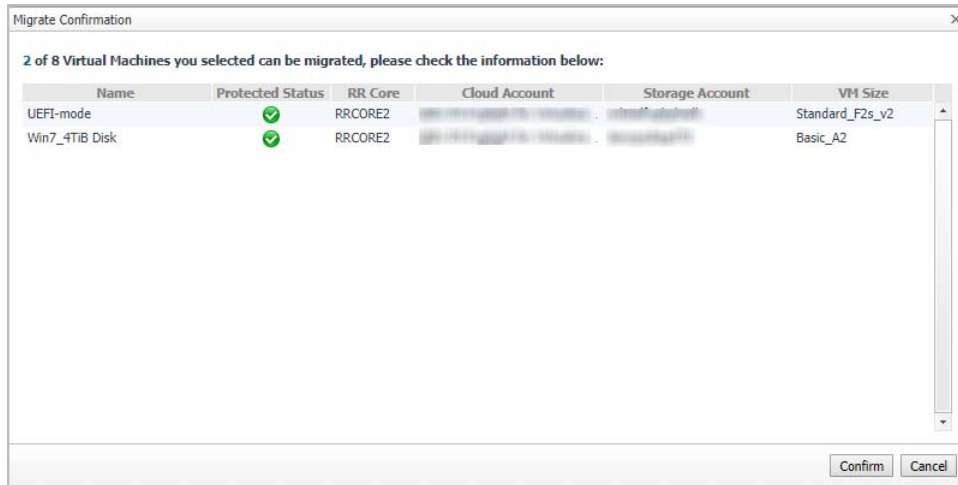 Migrate Confirmation
2 of 8 Virtual Machines you selected can be migrated, please check the information below:
Name Protected Status RR Core Cloud Account Storage Account VM Size
UEFI-mode RRCORE2 Standard_F2s_v2
Win7_4TiB Disk RRCORE2 Basic_A2
Confirm Cancel